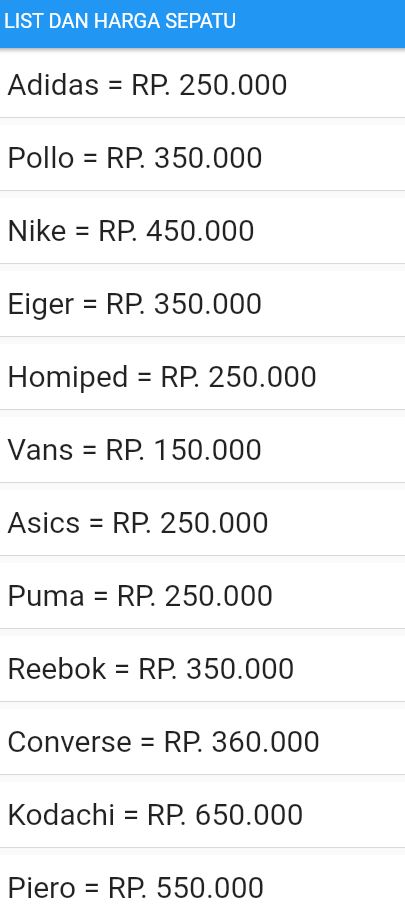 LIST DAN HARGA SEPATU
Adidas = RP. 250.000
Pollo = RP. 350.000
Nike = RP. 450.000
Eiger = RP. 350.000
Homiped = RP. 250.000
Vans = RP. 150.000
Asics = RP. 250.000
Puma = RP. 250.000
Reebok = RP. 350.000
Converse = RP. 360.000
Kodachi = RP. 650.000
Piero = RP. 550.000